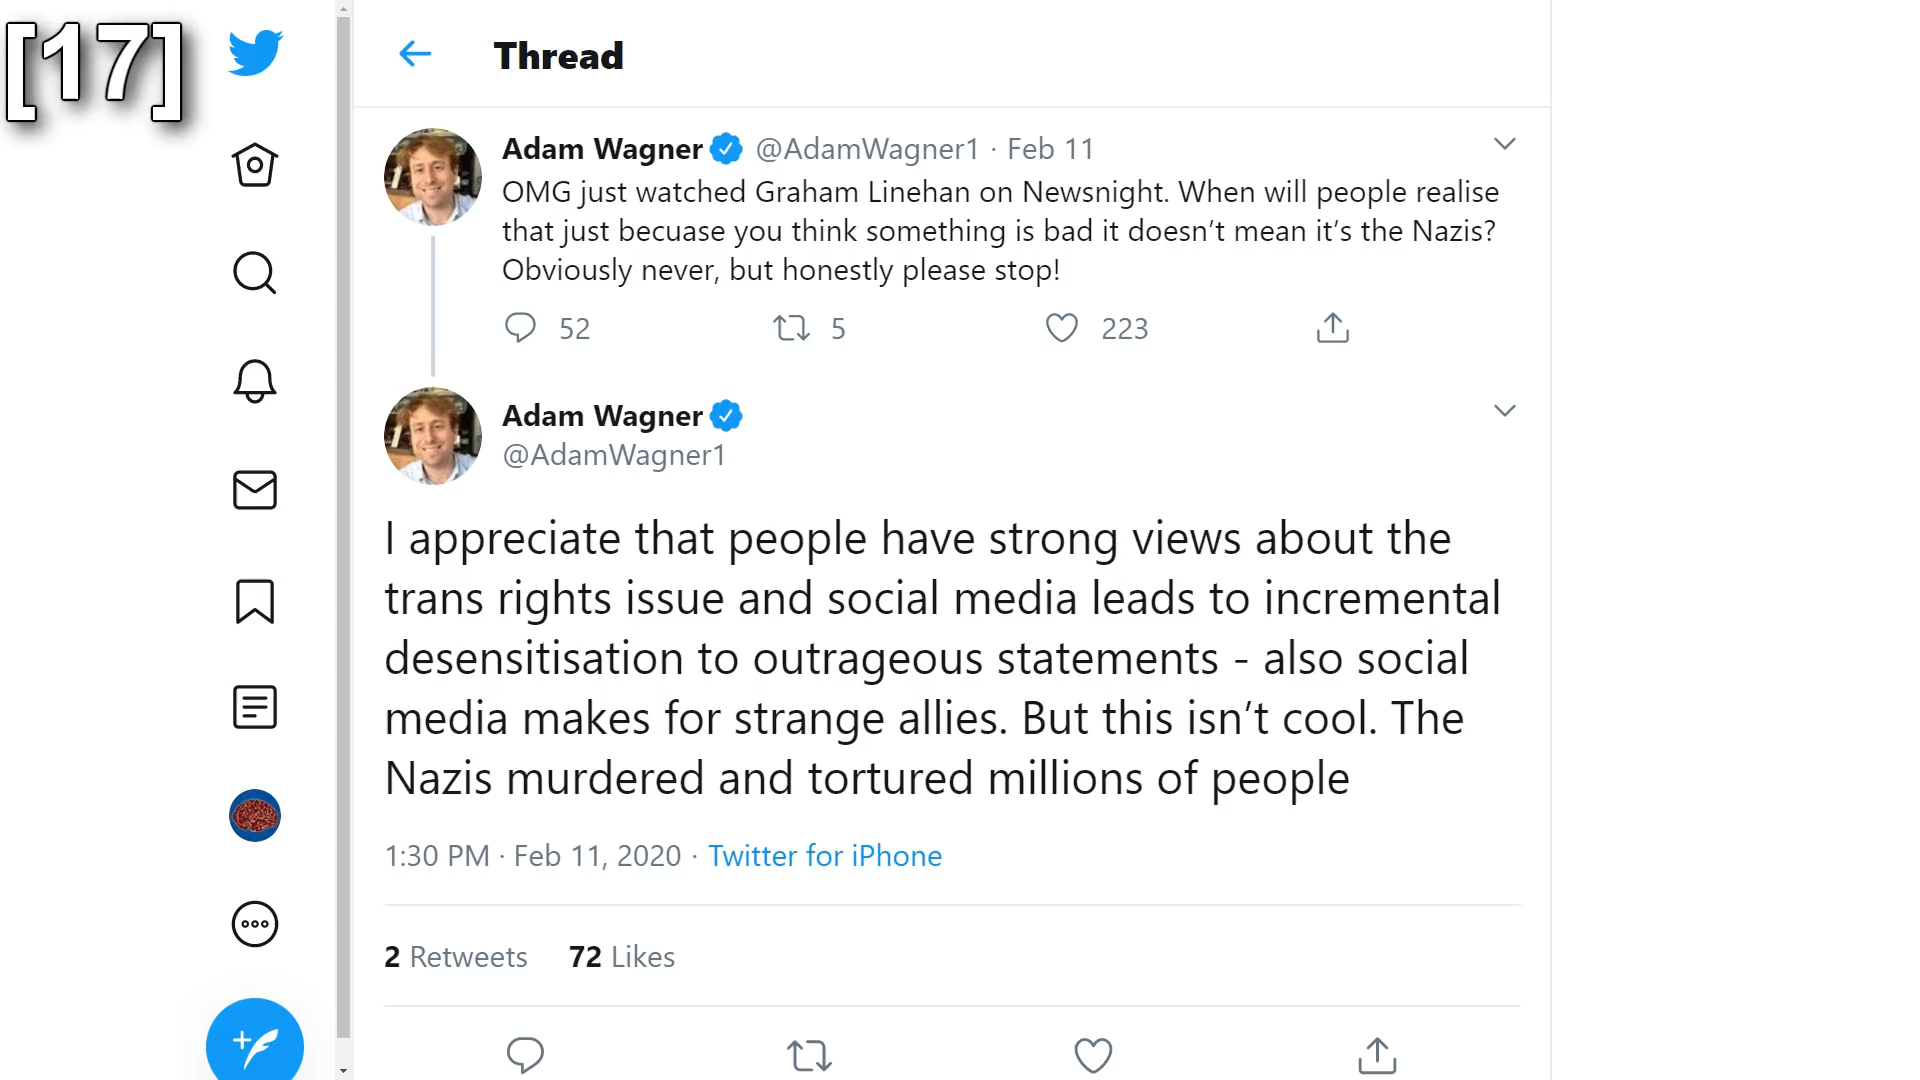 [17]
Thread
Adam Wagner @AdamWagner1 · Feb 11
OMG just watched Graham Linehan on Newsnight. When will people realise
that just becuase you think something is bad it doesn’t mean it’s the Nazis?
Obviously never, but honestly please stop!
52 5 223
Adam Wagner
@AdamWagner1
I appreciate that people have strong views about the
trans rights issue and social media leads to incremental
desensitisation to outrageous statements - also social
media makes for strange allies. But this isn’t cool. The
Nazis murdered and tortured millions of people
1:30 PM · Feb 11, 2020 · Twitter for iPhone
2 Retweets 72 Likes